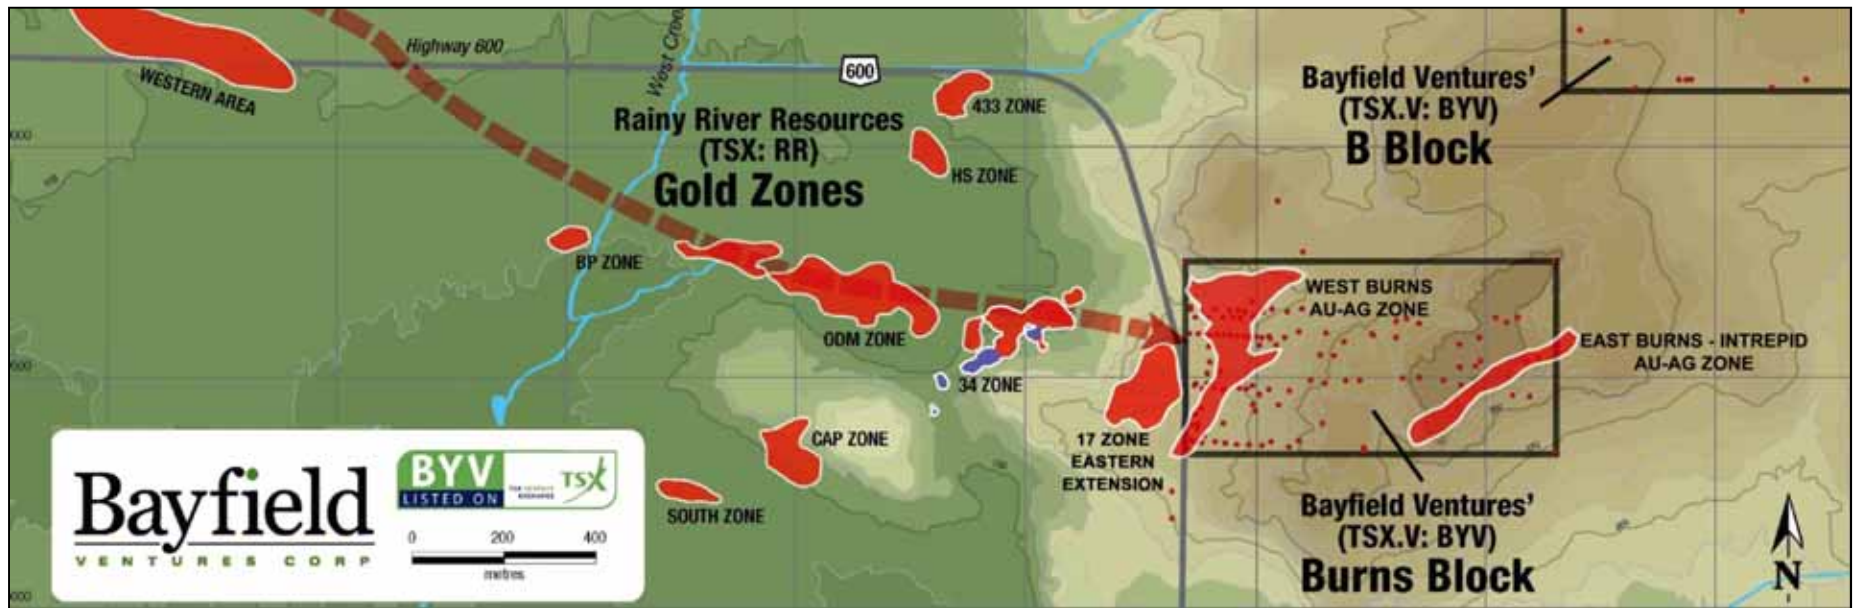 Highway 600
West Cree
600
WESTERN AREA
433 ZONE
Rainy River Resources
(TSX: RR)
Gold Zones
HS ZONE
Bayfield Ventures'
(TSX.V: BYV)
B Block
BP ZONE
ODM ZONE
34 ZONE
WEST BURNS
AU-AG ZONE
EAST BURNS - INTREPID
AU-AG ZONE
CAP ZONE
17 ZONE
EASTERN
EXTENSION
SOUTH ZONE
Bayfield Ventures'
(TSX.V: BYV)
Burns Block
Bayfield
VENTURES CORP
BYV
LISTED ON
TSX
0 200 400
metres
N